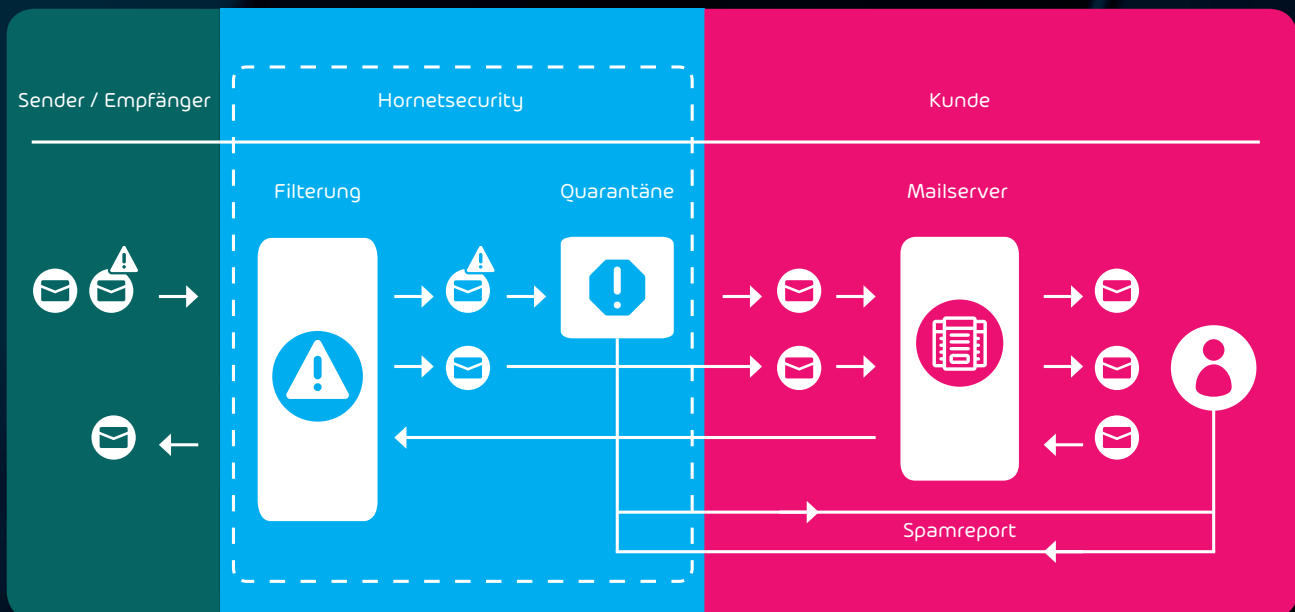 Sender / Empfänger
Hornetsecurity
Kunde
Filterung
Quarantäne
Mailserver
Spamreport